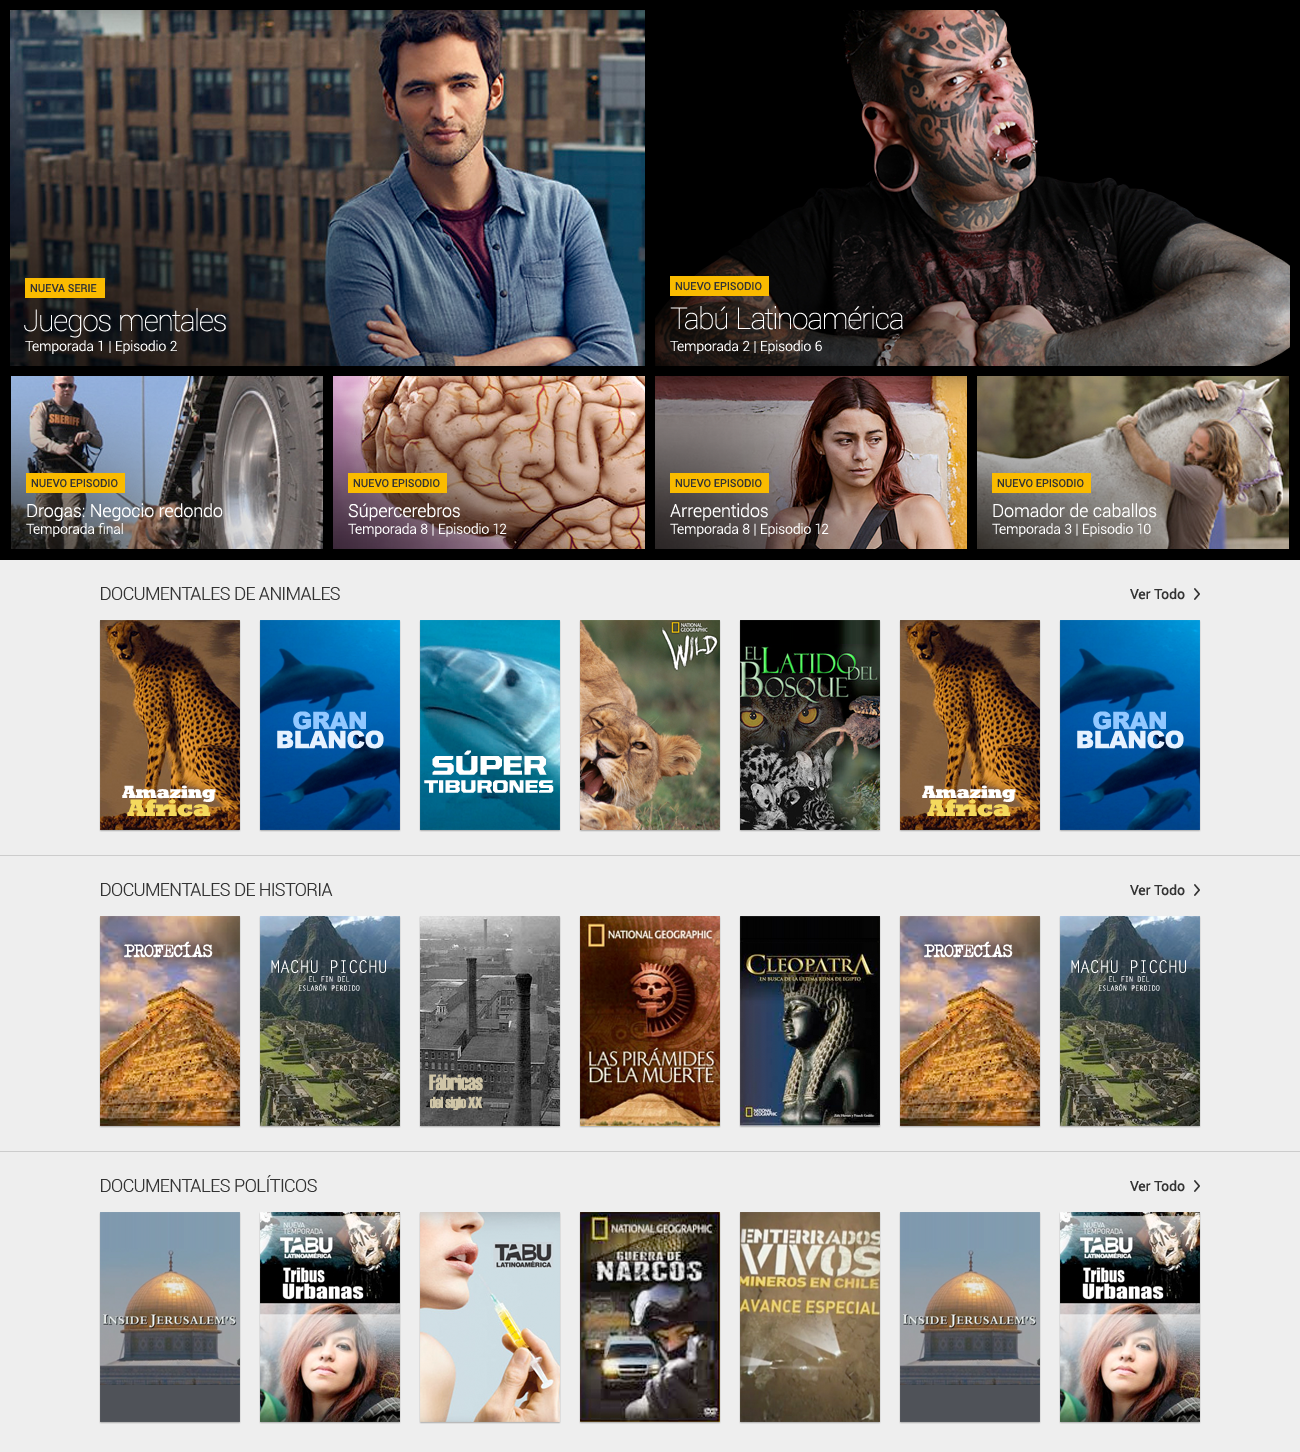 NUEVA SERIE
Juegos mentales
Temporada 1 | Episodio 2
NUEVO EPISODIO
Tabú Latinoamérica
Temporada 2 | Episodio 6
SHERIFF
NUEVO EPISODIO
Drogas: Negocio redondo
Temporada final
NUEVO EPISODIO
Súpercerebros
Temporada 8 | Episodio 12
NUEVO EPISODIO
Arrepentidos
Temporada 8 | Episodio 12
NUEVO EPISODIO
Domador de caballos
Temporada 3 | Episodio 10
DOCUMENTALES DE ANIMALES
Ver Todo
Amazing
Africa
GRAN
BLANCO
SÚPER
TIBURONES
NATIONAL
GEOGRAPHIC
WILD
EL LATIDO DEL
BOSQUE
Amazing
Africa
GRAN
BLANCO
DOCUMENTALES DE HISTORIA
Ver Todo
PROFECÍAS
MACHU PICCHU
EL FIN DEL
ESLABÓN PERDIDO
Fábricas
del siglo XX
NATIONAL GEOGRAPHIC
LAS PIRÁMIDES
DE LA MUERTE
CLEOPATRA
EN BUSCA DE LA ÚLTIMA REINA DE EGIPTO
NATIONAL
GEOGRAPHIC
PROFECÍAS
MACHU PICCHU
EL FIN DEL
ESLABÓN PERDIDO
DOCUMENTALES POLÍTICOS
Ver Todo
INSIDE JERUSALEM'S
NUEVA
TEMPORADA
TABU
LATINOAMÉRICA
Tribus
Urbanas
TABU
LATINOAMÉRICA
NATIONAL GEOGRAPHIC
GUERRA DE
NARCOS
DVD
ENTERRADOS
VIVOS
MINEROS EN CHILE
AVANCE ESPECIAL
INSIDE JERUSALEM'S
NUEVA
TEMPORADA
TABU
LATINOAMÉRICA
Tribus
Urbanas